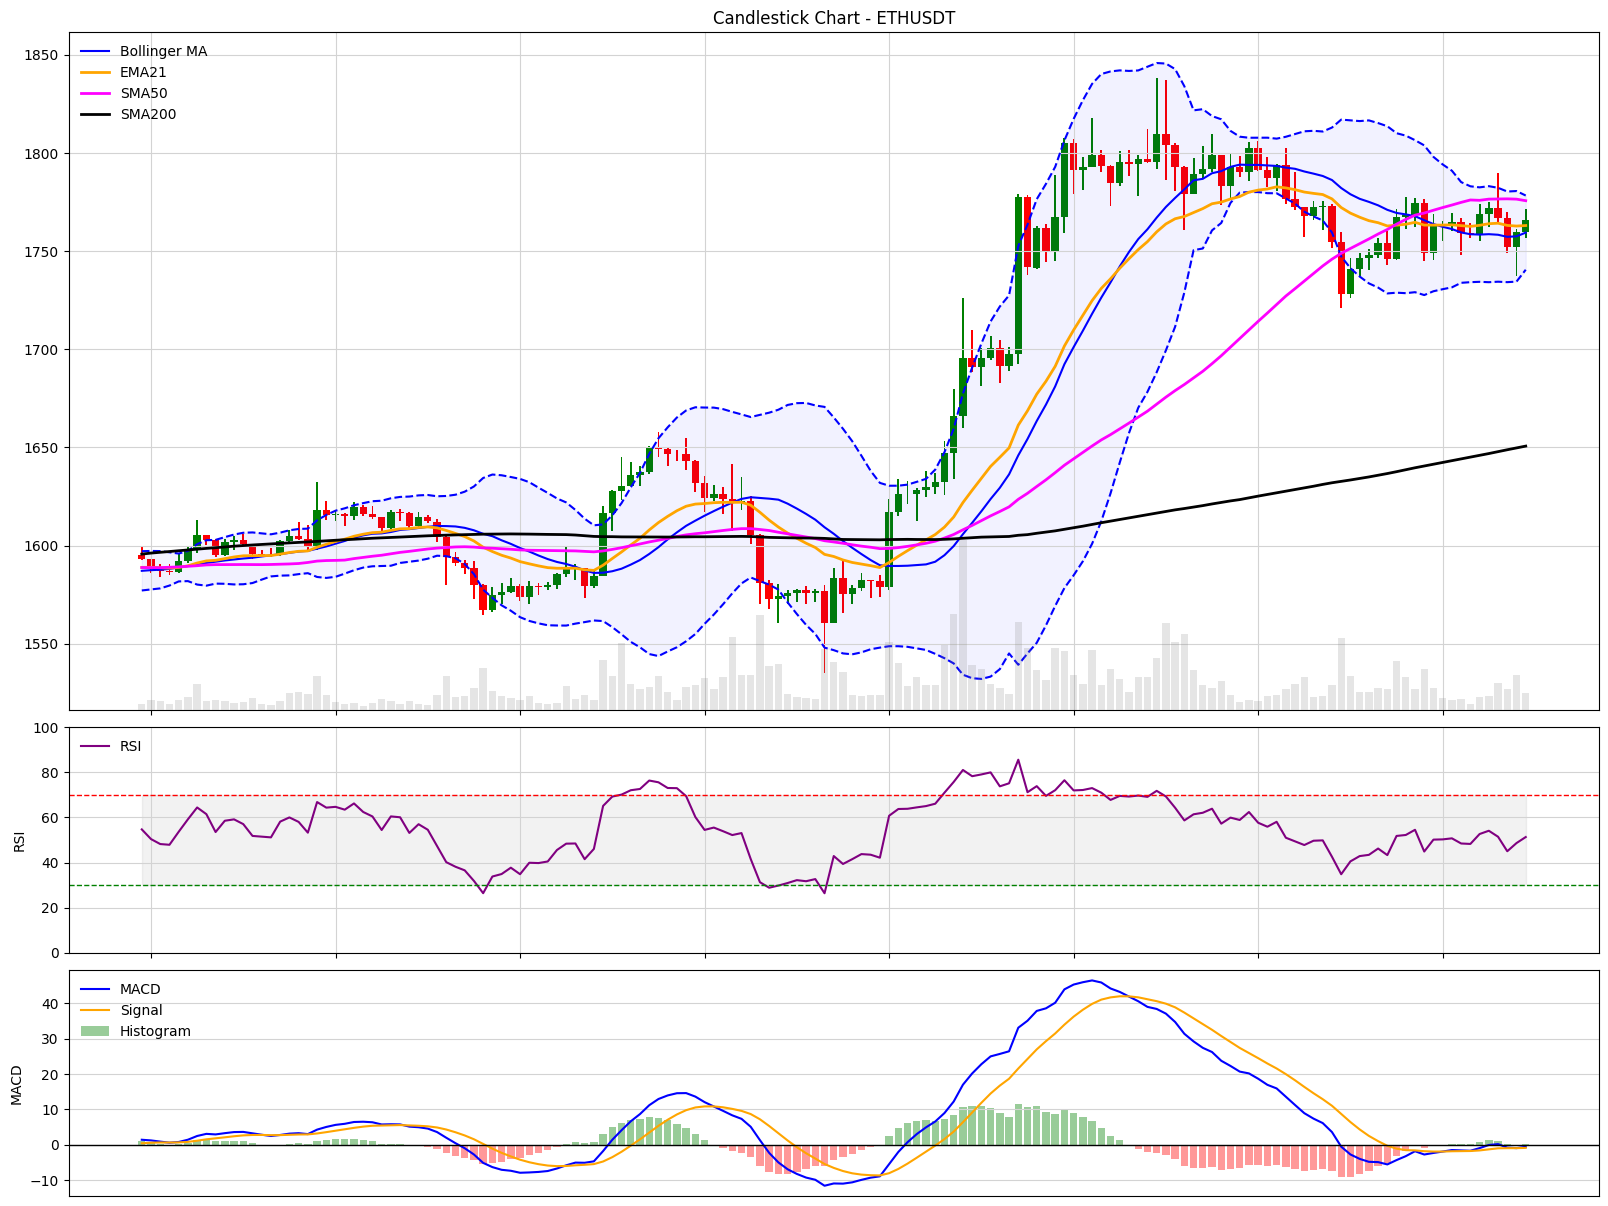 Candlestick Chart - ETHUSDT
Bollinger MA
EMA21
SMA50
SMA200
1850
1800
1750
1700
1650
1600
1550
RSI
100
80
60
40
20
0
RSI
MACD
Signal
Histogram
40
30
20
10
0
−10
MACD